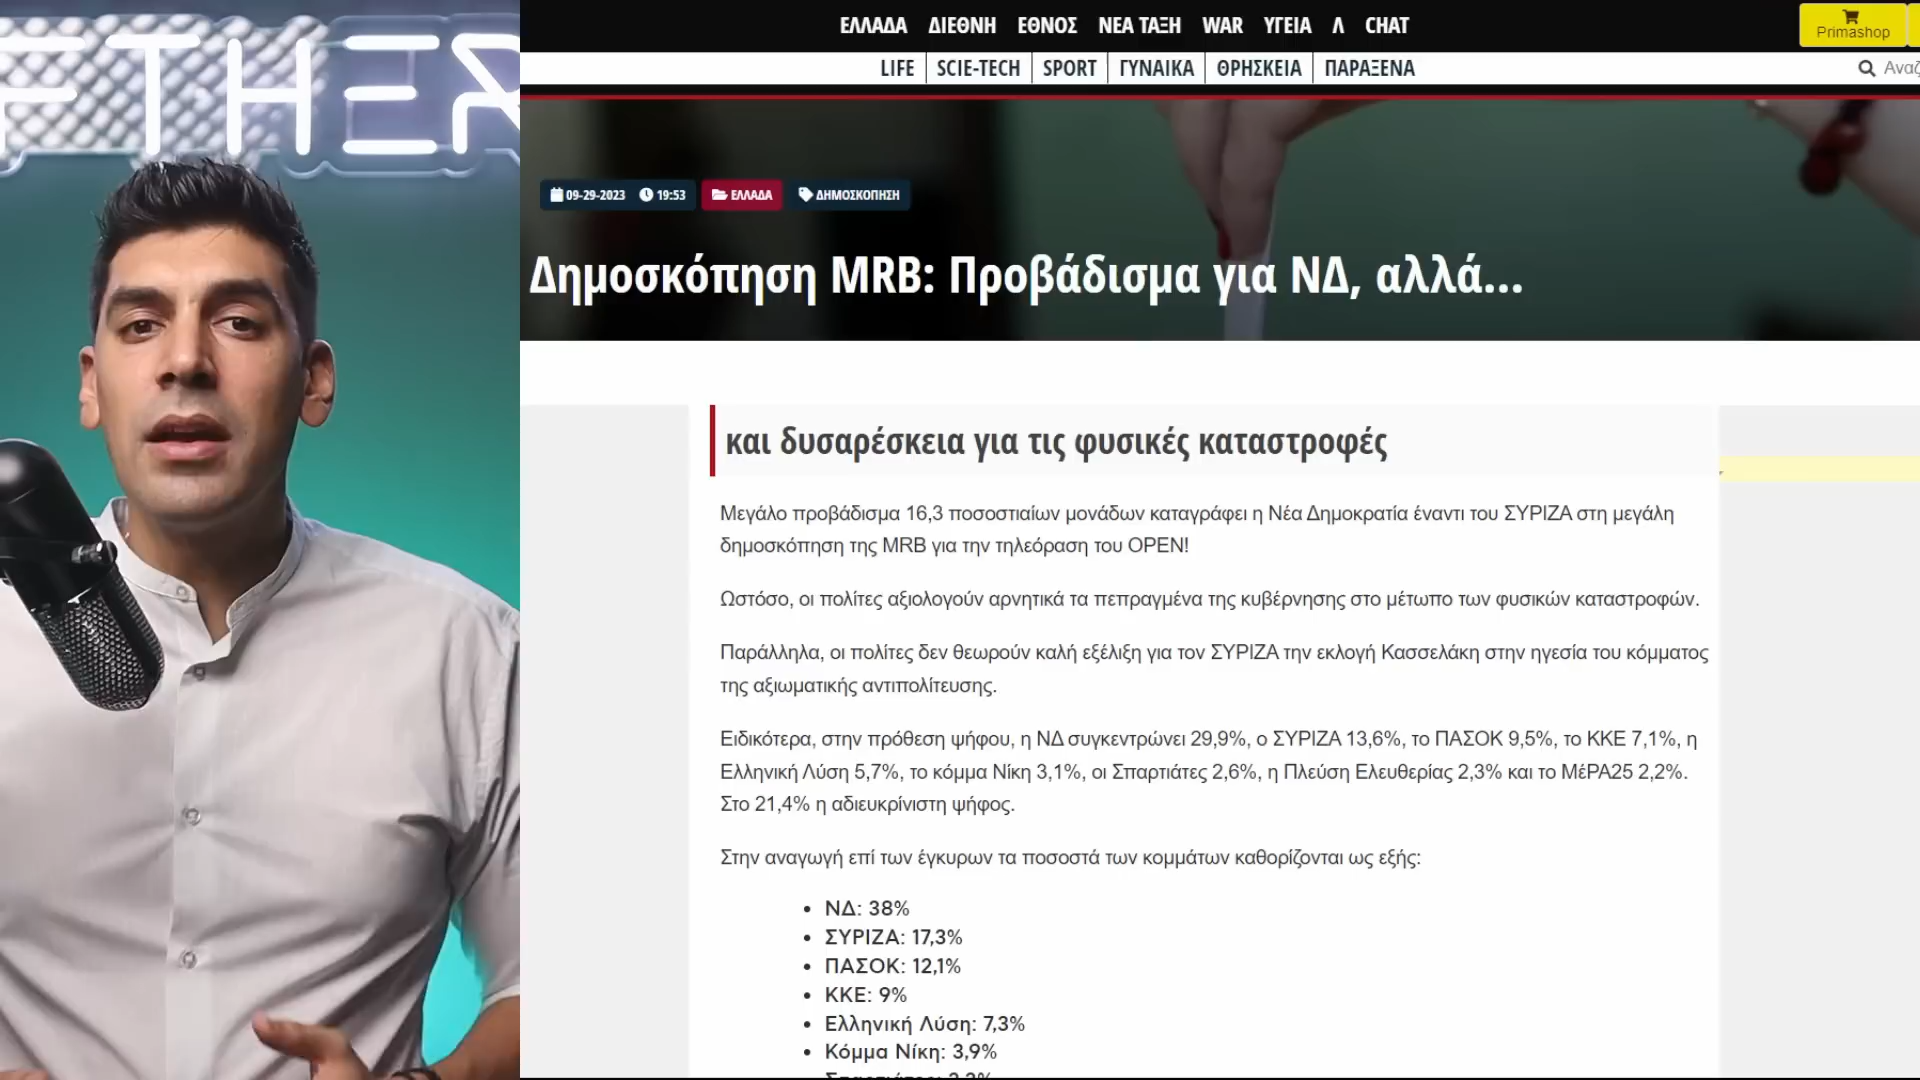 FTHER
ΕΛΛΑΔΑ ΔΙΕΘΝΗ ΕΘΝΟΣ ΝΕΑ ΤΑΞΗ WAR ΥΓΕΙΑ Λ CHAT
Primashop
LIFE SCIE-TECH SPORT ΓΥΝΑΙΚΑ ΘΡΗΣΚΕΙΑ ΠΑΡΑΞΕΝΑ
Αναζ
09-29-2023 19:53 ΕΛΛΑΔΑ ΔΗΜΟΣΚΟΠΗΣΗ
Δημοσκόπηση MRB: Προβάδισμα για ΝΔ, αλλά...
και δυσαρέσκεια για τις φυσικές καταστροφές
Μεγάλο προβάδισμα 16,3 ποσοστιαίων μονάδων καταγράφει η Νέα Δημοκρατία έναντι του ΣΥΡΙΖΑ στη μεγάλη
δημοσκόπηση της MRB για την τηλεόραση του OPEN!
Ωστόσο, οι πολίτες αξιολογούν αρνητικά τα πεπραγμένα της κυβέρνησης στο μέτωπο των φυσικών καταστροφών.
Παράλληλα, οι πολίτες δεν θεωρούν καλή εξέλιξη για τον ΣΥΡΙΖΑ την εκλογή Κασσελάκη στην ηγεσία του κόμματος
της αξιωματικής αντιπολίτευσης.
Ειδικότερα, στην πρόθεση ψήφου, η ΝΔ συγκεντρώνει 29,9%, ο ΣΥΡΙΖΑ 13,6%, το ΠΑΣΟΚ 9,5%, το ΚΚΕ 7,1%, η
Ελληνική Λύση 5,7%, το κόμμα Νίκη 3,1%, οι Σπαρτιάτες 2,6%, η Πλεύση Ελευθερίας 2,3% και το ΜέΡΑ25 2,2%.
Στο 21,4% η αδιευκρίνιστη ψήφος.
Στην αναγωγή επί των έγκυρων τα ποσοστά των κομμάτων καθορίζονται ως εξής:
• ΝΔ: 38%
• ΣΥΡΙΖΑ: 17,3%
• ΠΑΣΟΚ: 12,1%
• ΚΚΕ: 9%
• Ελληνική Λύση: 7,3%
• Κόμμα Νίκη: 3,9%